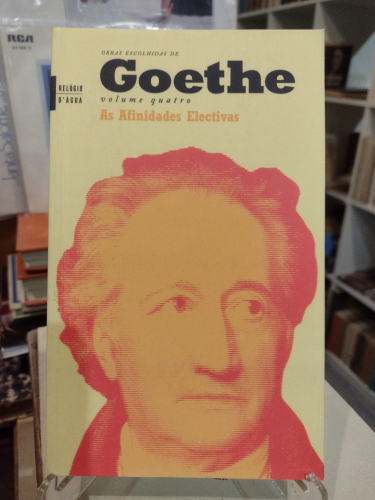 RCA
OBRAS ESCOLHIDAS DE
Goethe
volume quatro
As Afinidades Electivas
RELÓGIO
D'ÁGUA